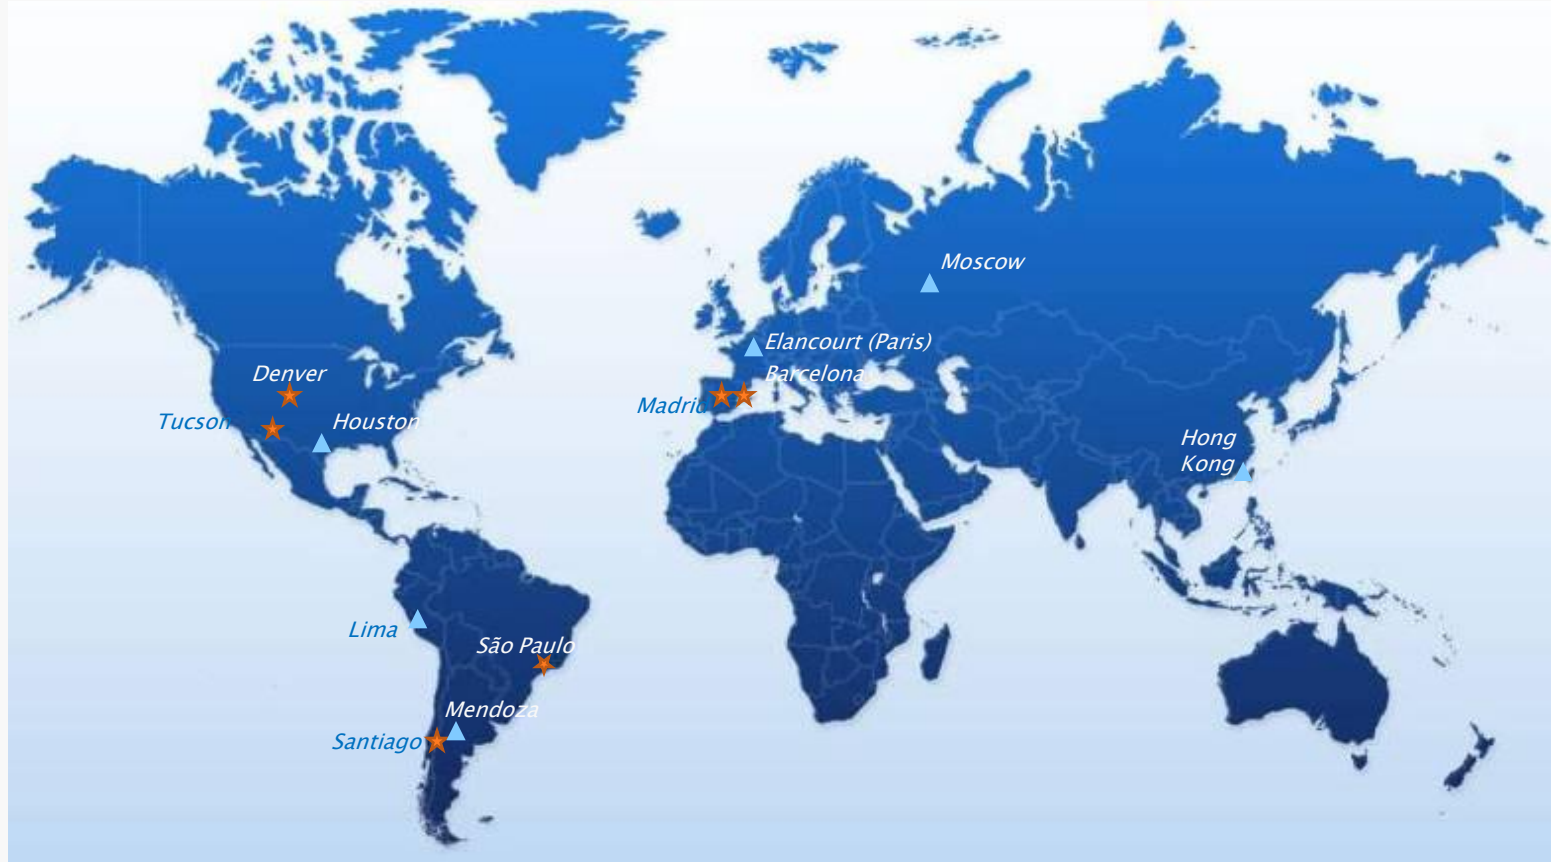 Moscow
Elancourt (Paris)
Denver
Barcelona
Madrid
Tucson
Houston
Hong
Kong
Lima
São Paulo
Mendoza
Santiago